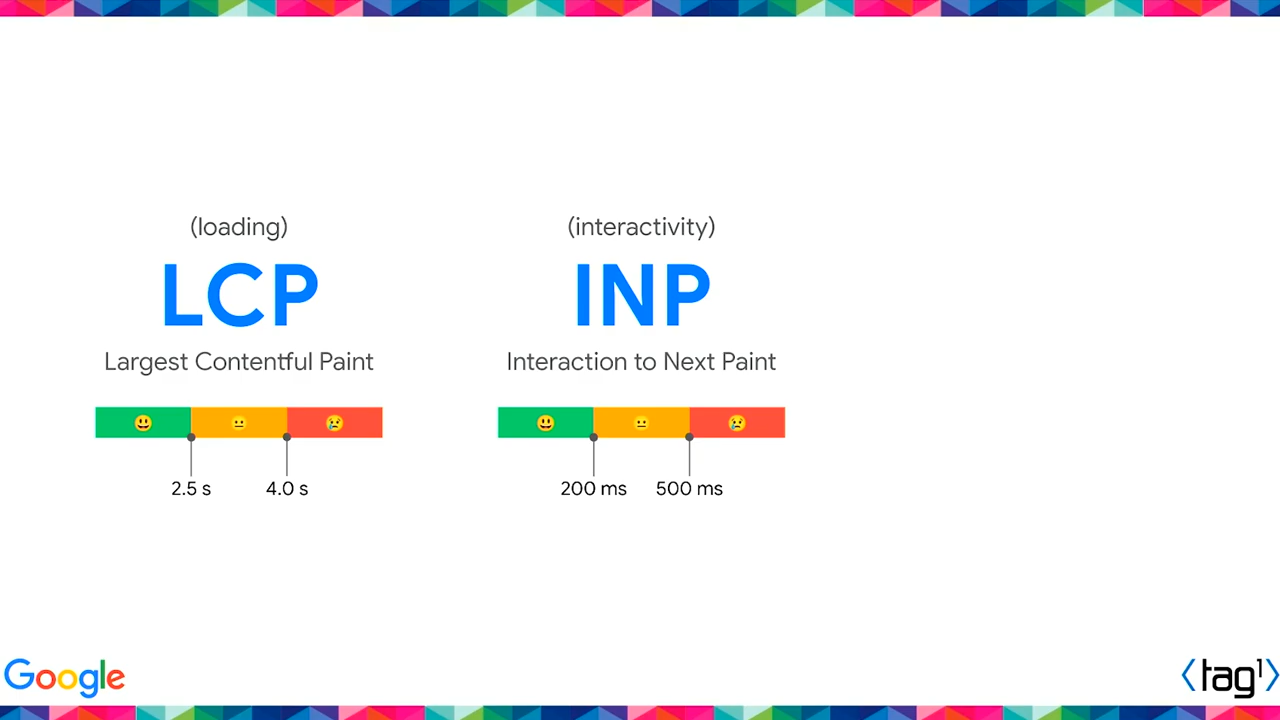 (loading)
LCP
Largest Contentful Paint
2.5 s
4.0 s
(interactivity)
INP
Interaction to Next Paint
200 ms
500 ms
Google
<tag1>